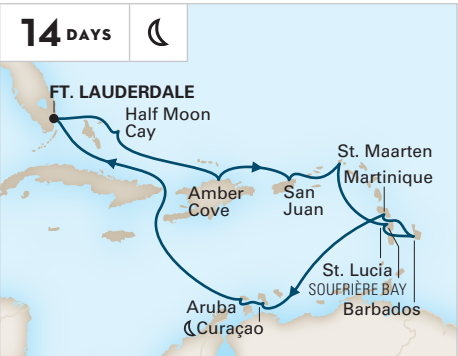 14 DAYS
FT. LAUDERDALE
Half Moon
Cay
St. Maarten
Martinique
Amber
Cove
San
Juan
St. Lucia
SOUFRIÈRE BAY
Barbados
Aruba
Curaçao